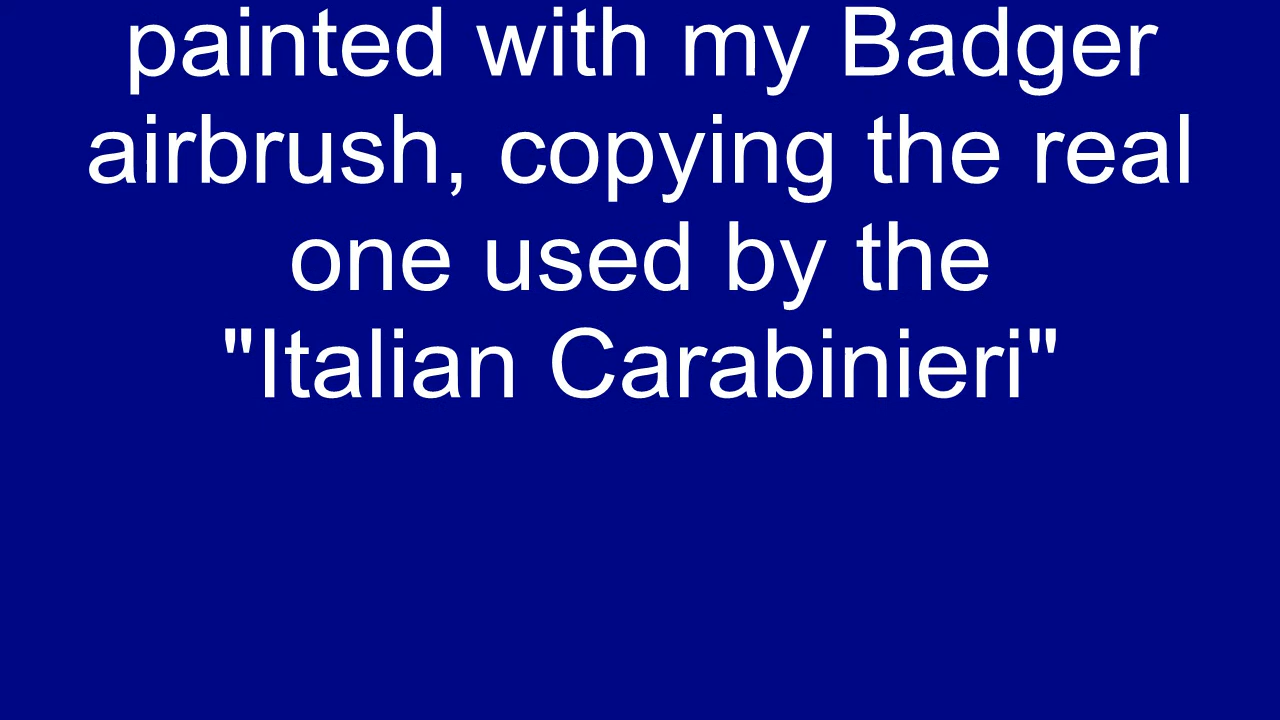 painted with my Badger
airbrush, copying the real
one used by the
"Italian Carabinieri"